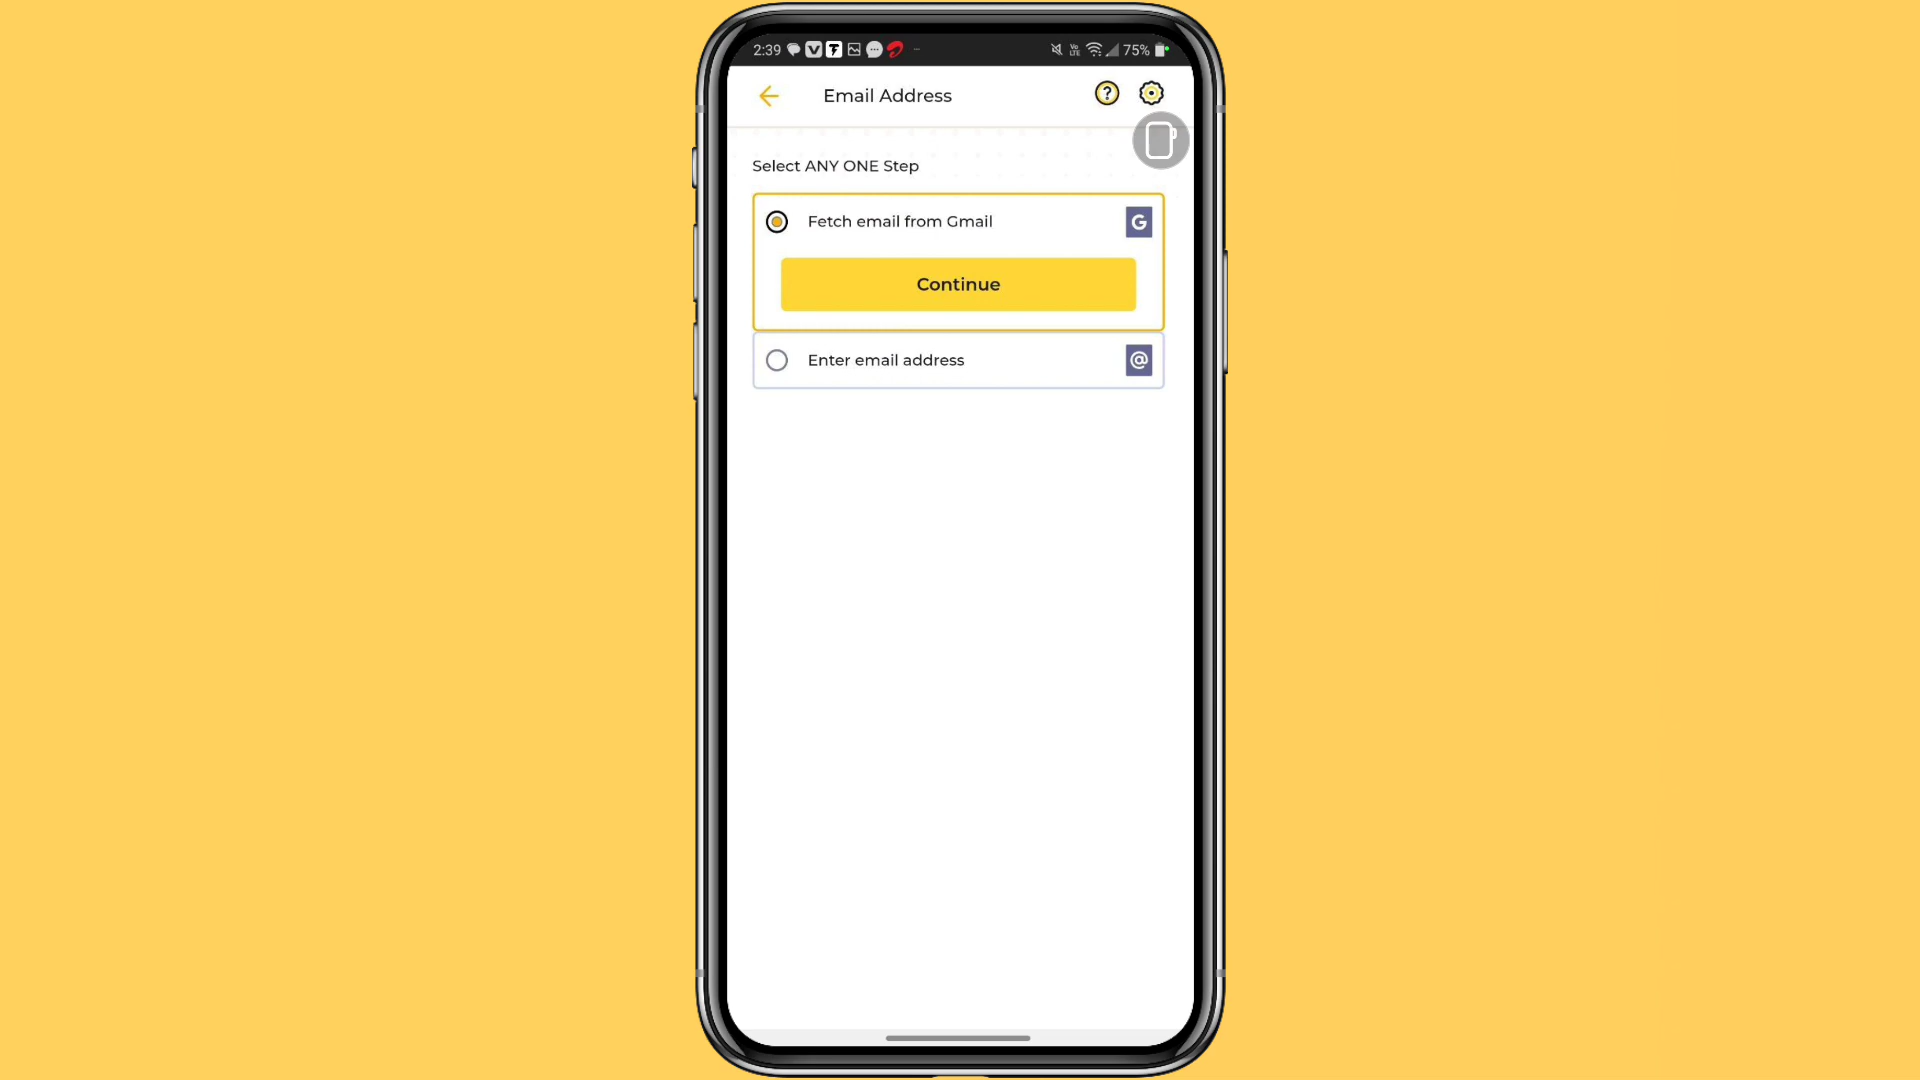 2:39
75%
Email Address
Select ANY ONE Step
Fetch email from Gmail
G
Continue
Enter email address
@